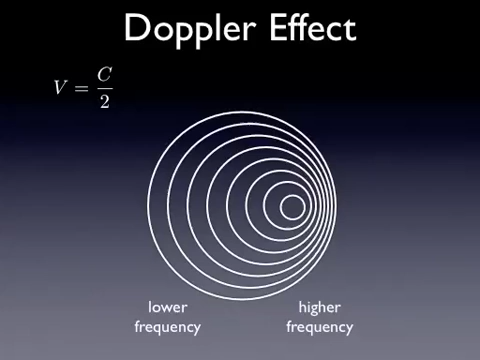 Doppler Effect
V = C/2
lower
frequency
higher
frequency